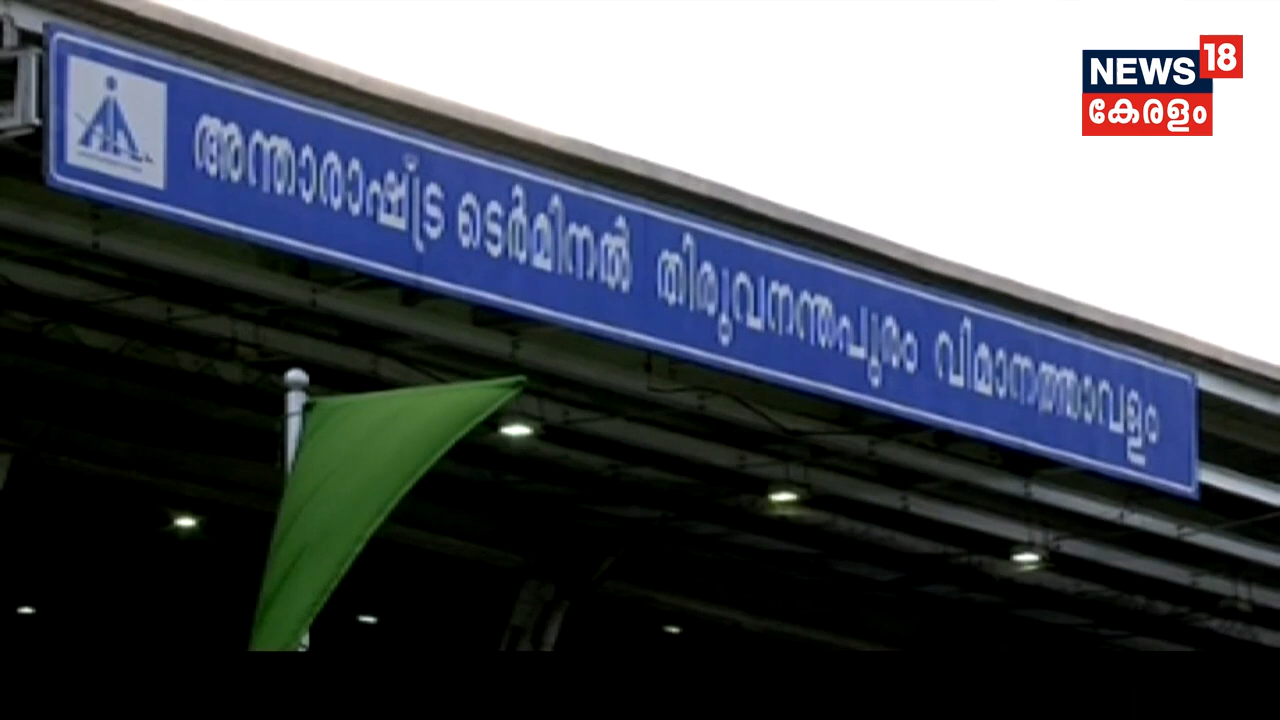 അന്താരാഷ്ട്ര ടെർമിനൽ തിരുവനന്തപുരം വിമാനത്താവളം
NEWS 18
കേരളം